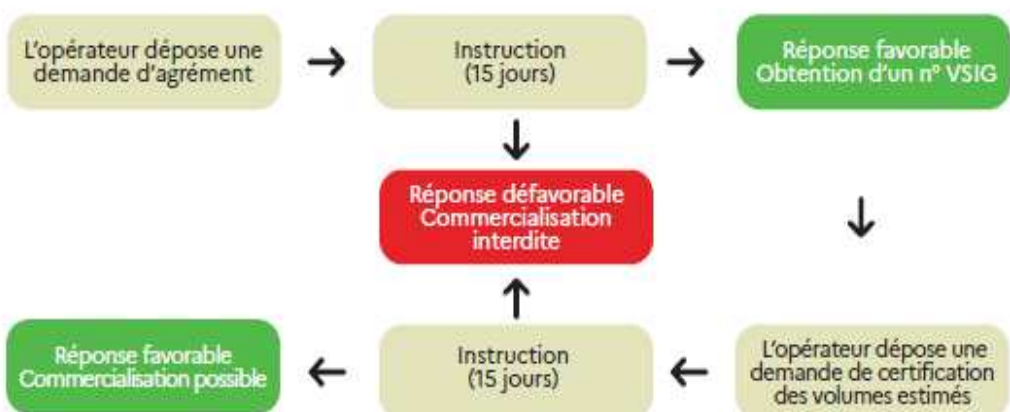 L'opérateur dépose une
demande d'agrément
Instruction
(15 jours)
Réponse favorable
Obtention d'un n° VSIG
Réponse défavorable
Commercialisation
interdite
Réponse favorable
Commercialisation possible
Instruction
(15 jours)
L'opérateur dépose une
demande de certification
des volumes estimés